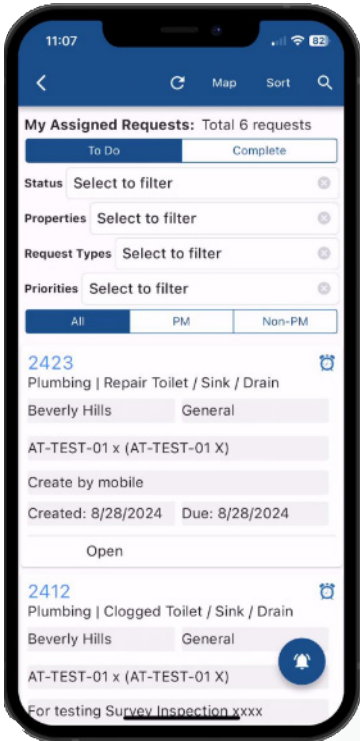 11:07
82
Map Sort
My Assigned Requests: Total 6 requests
To Do Complete
Status Select to filter
Properties Select to filter
Request Types Select to filter
Priorities Select to filter
All PM Non-PM
2423
Plumbing | Repair Toilet / Sink / Drain
Beverly Hills General
AT-TEST-01 x (AT-TEST-01 X)
Create by mobile
Created: 8/28/2024 Due: 8/28/2024
Open
2412
Plumbing | Clogged Toilet / Sink / Drain
Beverly Hills General
AT-TEST-01 x (AT-TEST-01 X)
For testing Survey Inspection xxxx